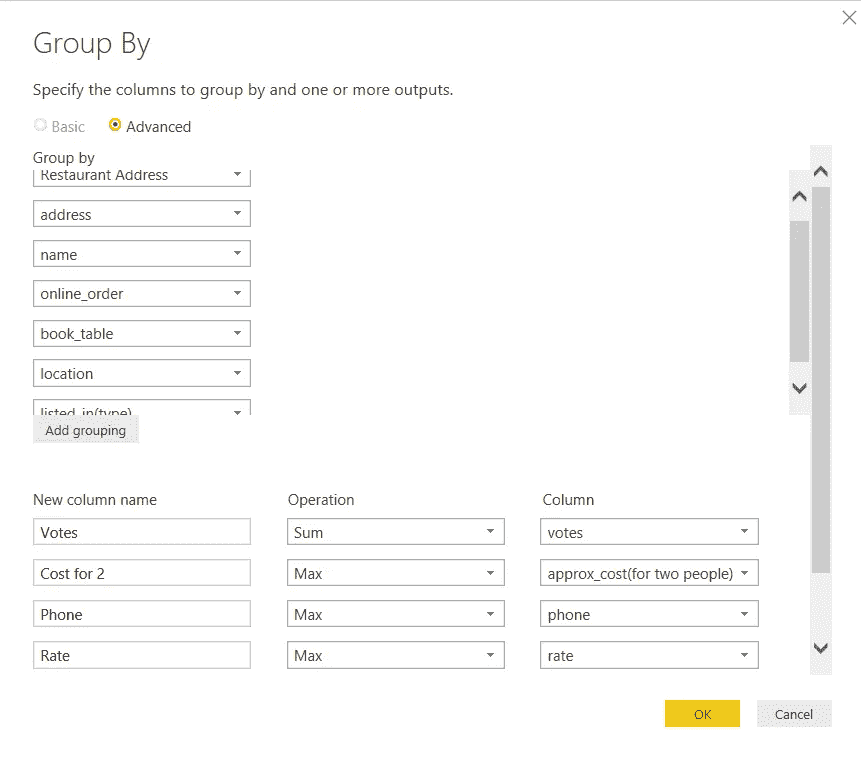 Group By
Specify the columns to group by and one or more outputs.
Basic Advanced
Group by
Restaurant Address
address
name
online_order
book_table
location
listed_in(type)
Add grouping
New column name Operation Column
Votes Sum votes
Cost for 2 Max approx_cost(for two people)
Phone Max phone
Rate Max rate
OK Cancel